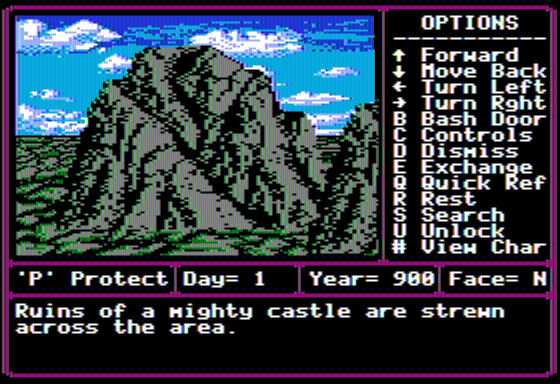 OPTIONS
------------
↑ Forward
↓ Move Back
← Turn Left
→ Turn Rght
B Bash Door
C Controls
D Dismiss
E Exchange
Q Quick Ref
R Rest
S Search
U Unlock
# View Char
'P' Protect Day= 1 Year= 900 Face= N
Ruins of a mighty castle are strewn
across the area.